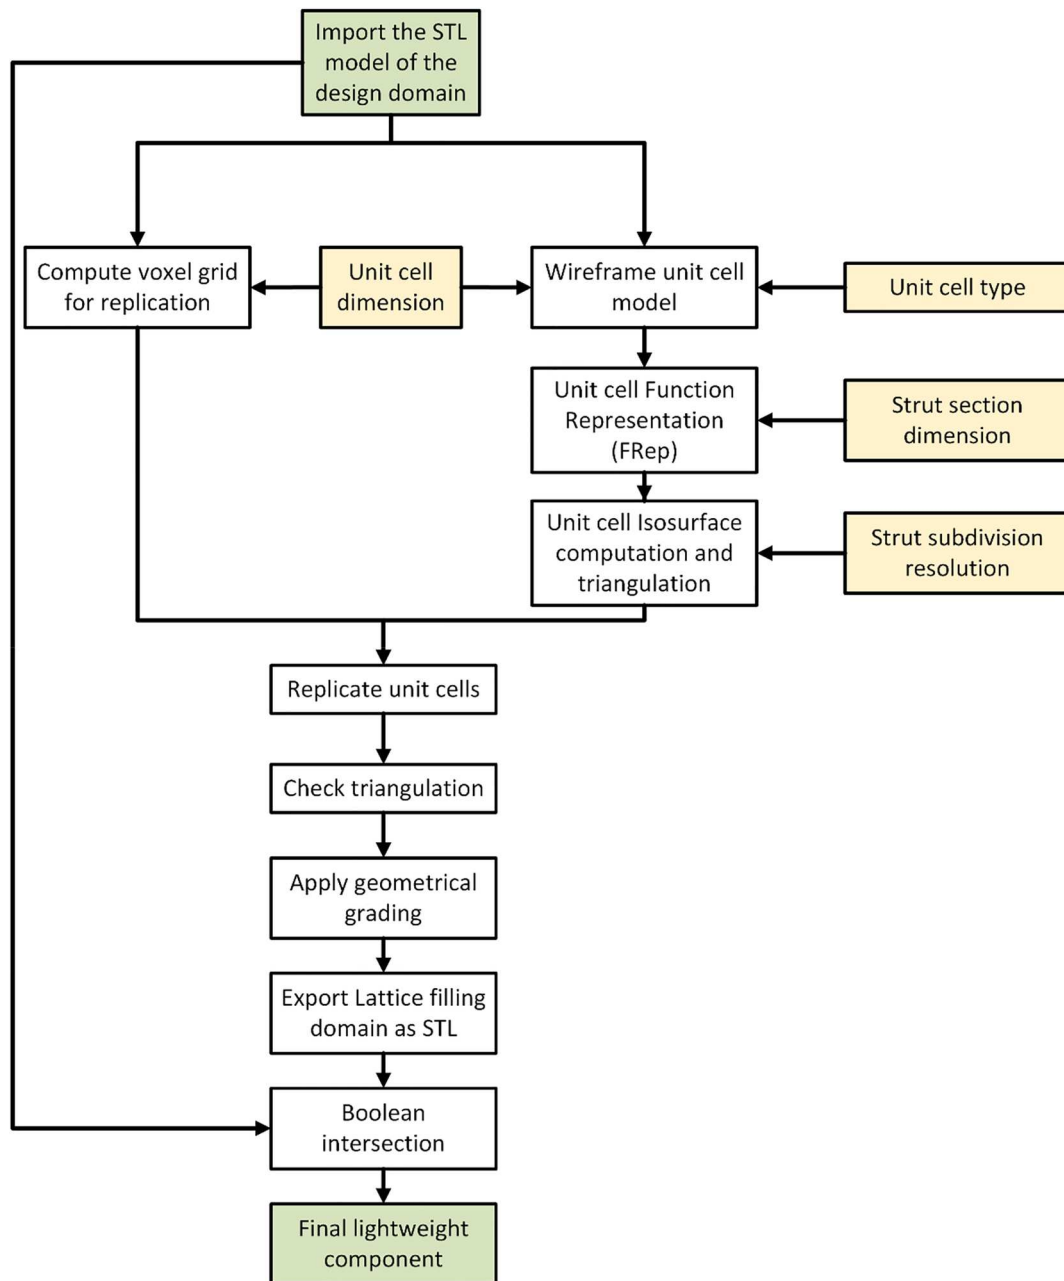 Import the STL
model of the
design domain
Compute voxel grid
for replication
Unit cell
dimension
Wireframe unit cell
model
Unit cell type
Unit cell Function
Representation
(FRep)
Strut section
dimension
Unit cell Isosurface
computation and
triangulation
Strut subdivision
resolution
Replicate unit cells
Check triangulation
Apply geometrical
grading
Export Lattice filling
domain as STL
Boolean
intersection
Final lightweight
component